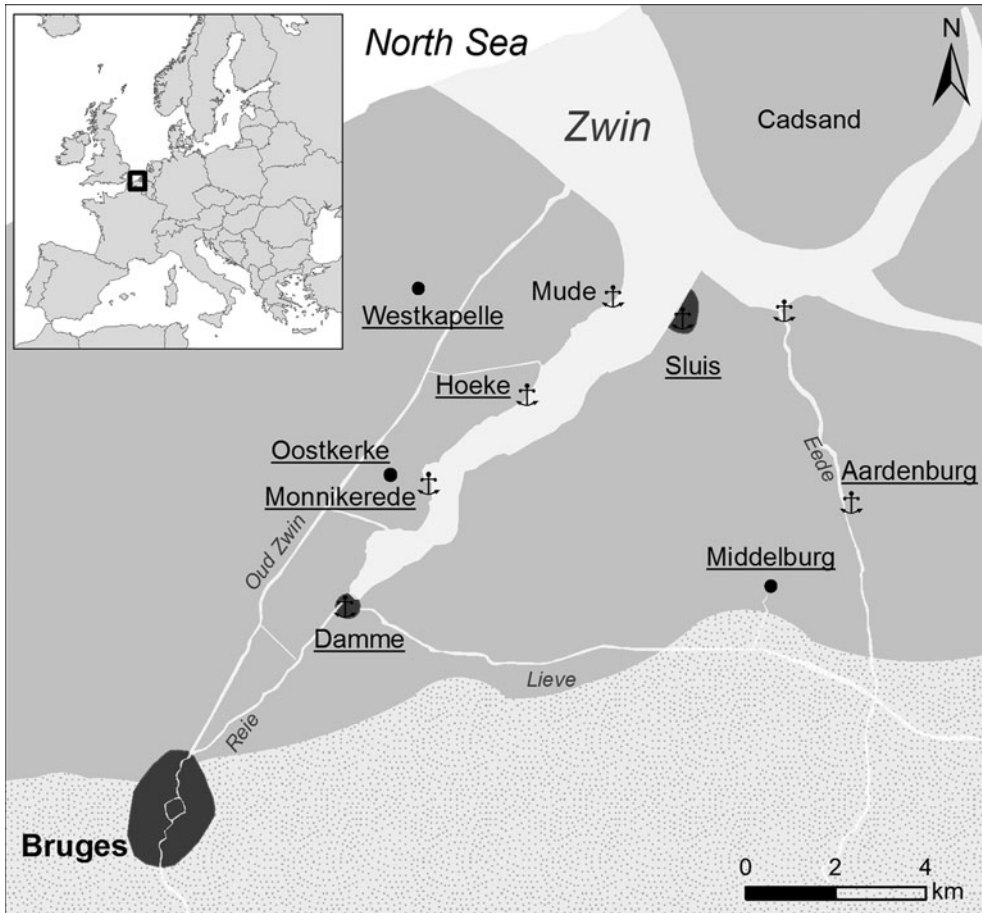 North Sea
N
Zwin
Cadsand
Mude
Westkapelle
Sluis
Hoeke
Oostkerke
Eede
Aardenburg
Monnikerede
Oud Zwin
Middelburg
Damme
Lieve
Reie
Bruges
0 2 4
km